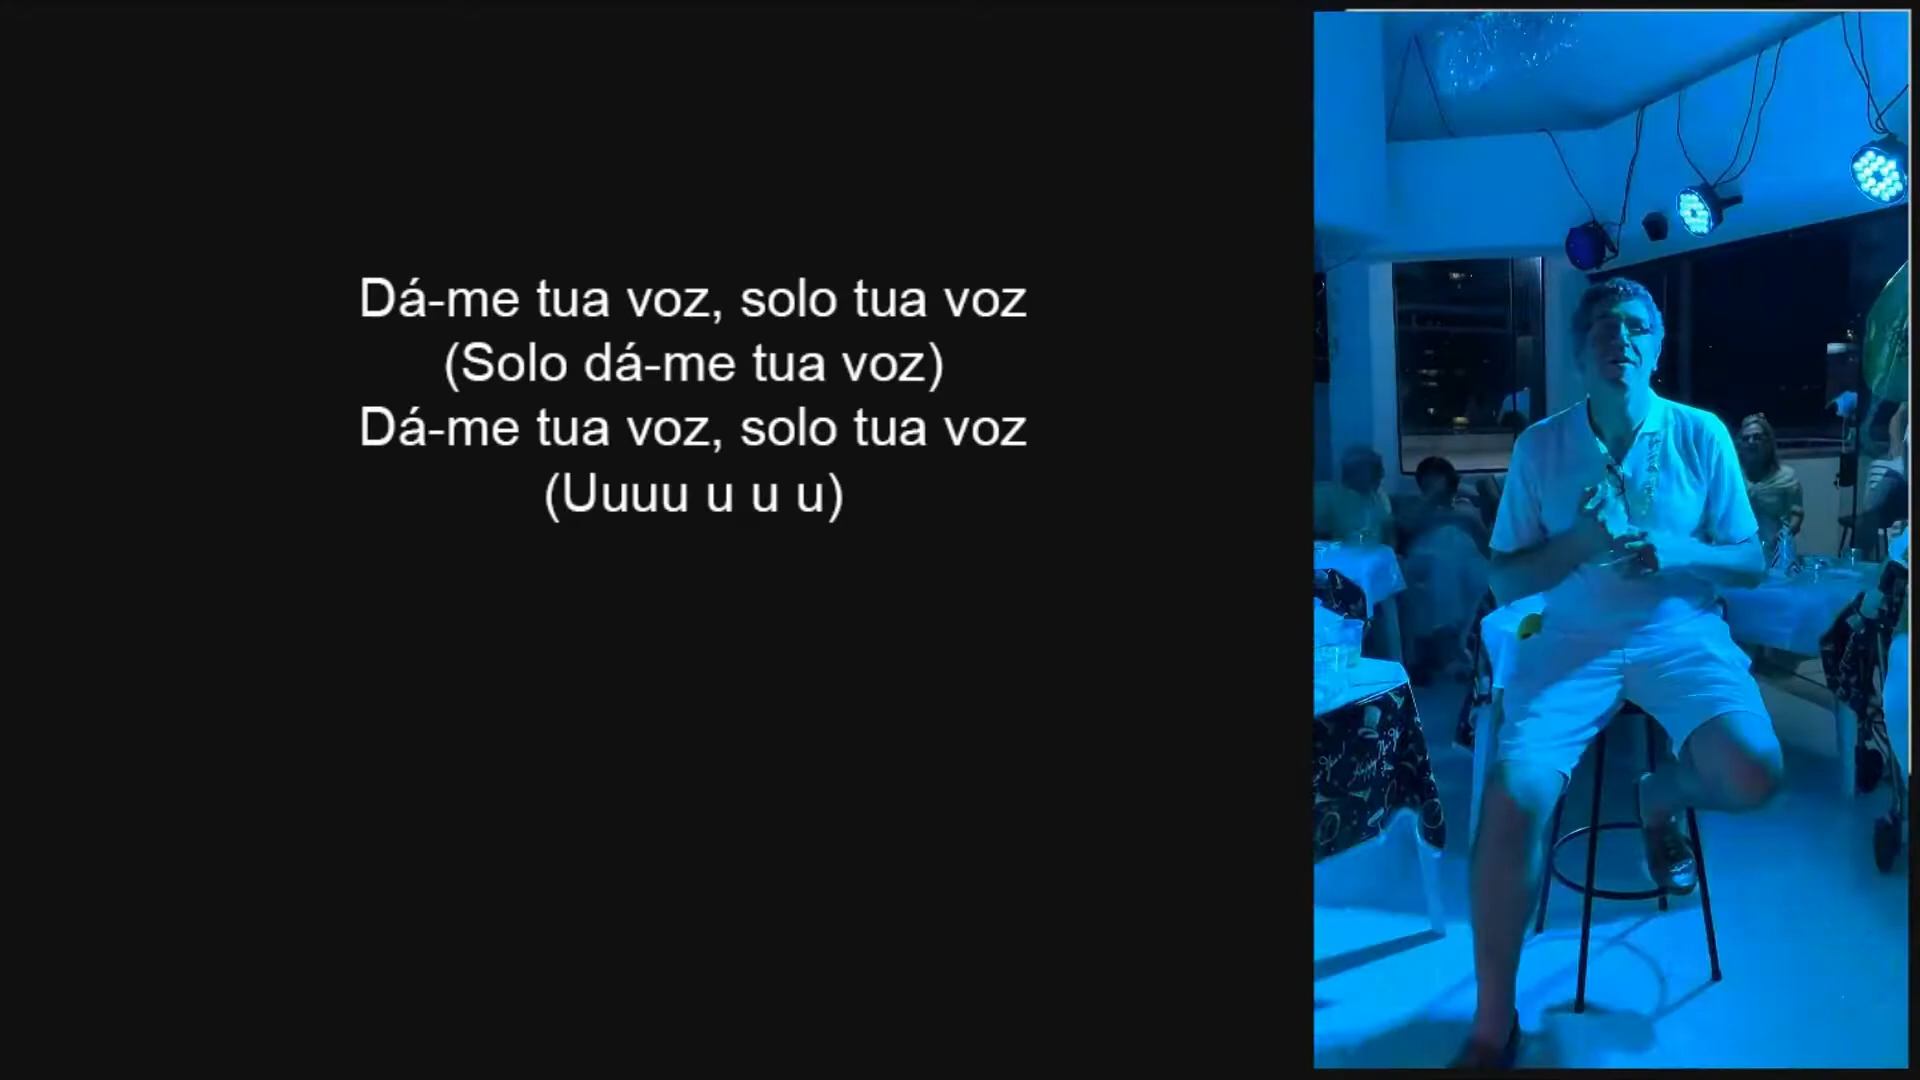 Dá-me tua voz, solo tua voz
(Solo dá-me tua voz)
Dá-me tua voz, solo tua voz
(Uuuu u u u)